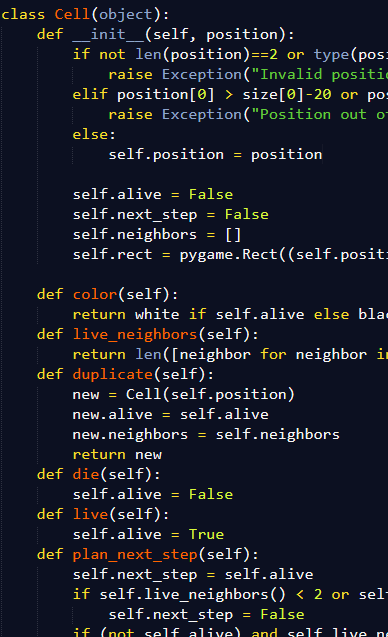 class Cell(object):
    def __init__(self, position):
        if not len(position)==2 or type(pos
            raise Exception("Invalid positio
        elif position[0] > size[0]-20 or pos
            raise Exception("Position out of
        else:
            self.position = position
        self.alive = False
        self.next_step = False
        self.neighbors = []
        self.rect = pygame.Rect((self.positi
    def color(self):
        return white if self.alive else blac
    def live_neighbors(self):
        return len([neighbor for neighbor in
    def duplicate(self):
        new = Cell(self.position)
        new.alive = self.alive
        new.neighbors = self.neighbors
        return new
    def die(self):
        self.alive = False
    def live(self):
        self.alive = True
    def plan_next_step(self):
        self.next_step = self.alive
        if self.live_neighbors() < 2 or self
            self.next_step = False
        if (not self.alive) and self.live_ne